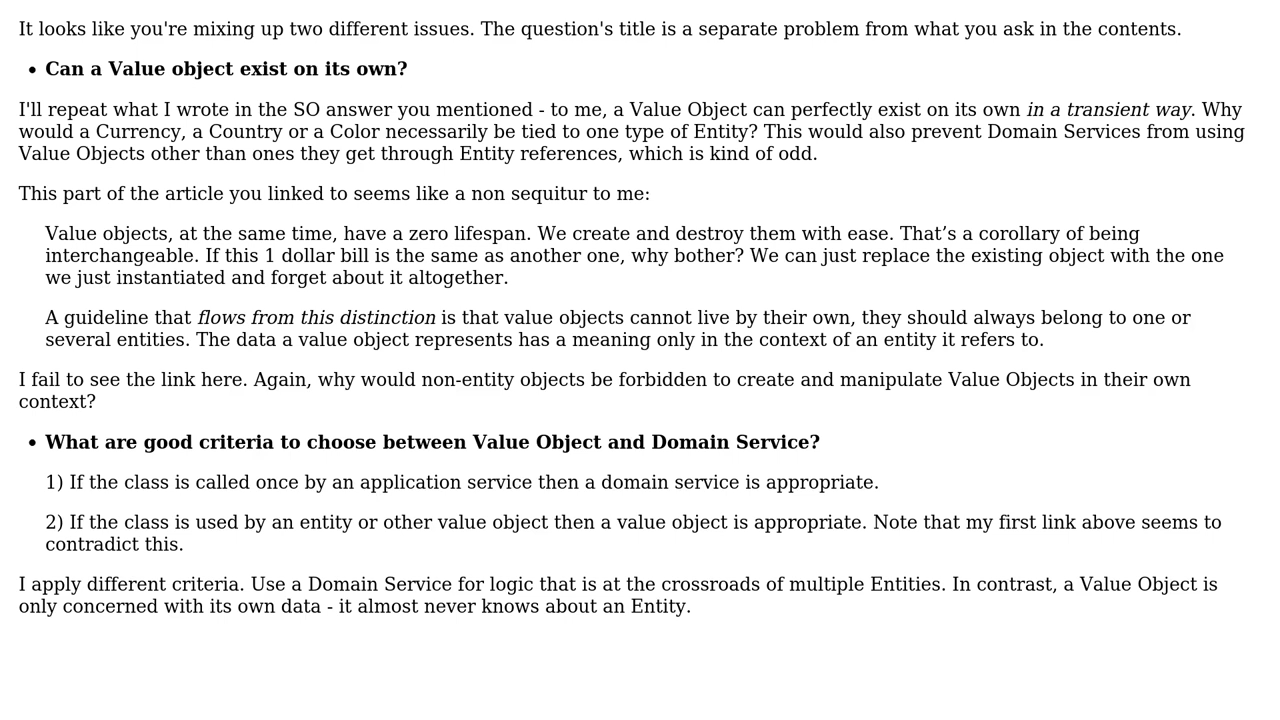 It looks like you're mixing up two different issues. The question's title is a separate problem from what you ask in the contents.
• Can a Value object exist on its own?
I'll repeat what I wrote in the SO answer you mentioned - to me, a Value Object can perfectly exist on its own in a transient way. Why
would a Currency, a Country or a Color necessarily be tied to one type of Entity? This would also prevent Domain Services from using
Value Objects other than ones they get through Entity references, which is kind of odd.
This part of the article you linked to seems like a non sequitur to me:
Value objects, at the same time, have a zero lifespan. We create and destroy them with ease. That’s a corollary of being
interchangeable. If this 1 dollar bill is the same as another one, why bother? We can just replace the existing object with the one
we just instantiated and forget about it altogether.
A guideline that flows from this distinction is that value objects cannot live by their own, they should always belong to one or
several entities. The data a value object represents has a meaning only in the context of an entity it refers to.
I fail to see the link here. Again, why would non-entity objects be forbidden to create and manipulate Value Objects in their own
context?
• What are good criteria to choose between Value Object and Domain Service?
1) If the class is called once by an application service then a domain service is appropriate.
2) If the class is used by an entity or other value object then a value object is appropriate. Note that my first link above seems to
contradict this.
I apply different criteria. Use a Domain Service for logic that is at the crossroads of multiple Entities. In contrast, a Value Object is
only concerned with its own data - it almost never knows about an Entity.